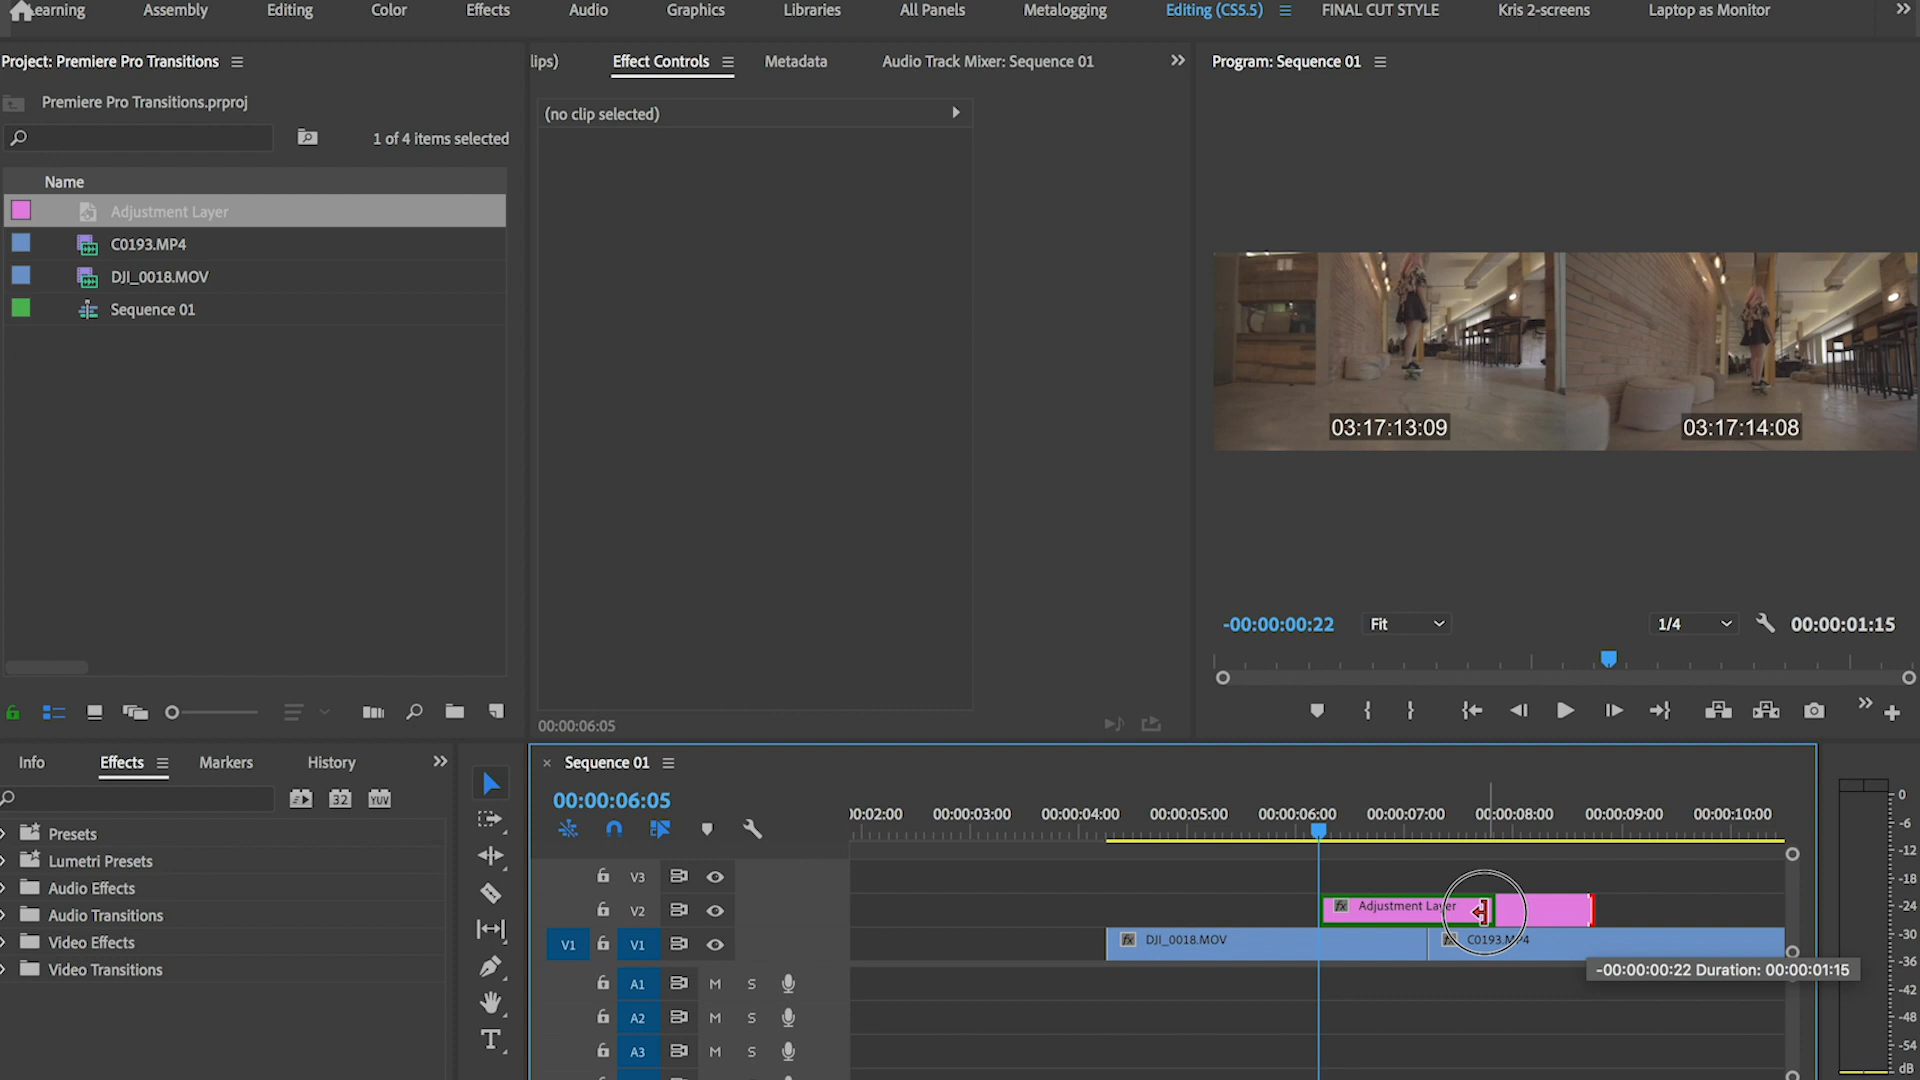 Learning Assembly Editing Color Effects Audio Graphics Libraries All Panels Metalogging Editing (CS5.5) FINAL CUT STYLE Kris 2-screens Laptop as Monitor
Project: Premiere Pro Transitions
Premiere Pro Transitions.prproj
1 of 4 items selected
Name
Adjustment Layer
C0193.MP4
DJI_0018.MOV
Sequence 01
lips) Effect Controls Metadata Audio Track Mixer: Sequence 01
(no clip selected)
00:00:06:05
Program: Sequence 01
03:17:13:09 03:17:14:08
-00:00:00:22 Fit 1/4 00:00:01:15
Info Effects Markers History
32 YUV
Presets
Lumetri Presets
Audio Effects
Audio Transitions
Video Effects
Video Transitions
T
× Sequence 01
00:00:06:05
00:02:00 00:00:03:00 00:00:04:00 00:00:05:00 00:00:06:00 00:00:07:00 00:00:08:00 00:00:09:00 00:00:10:00
V3
V2 fx Adjustment Layer
V1 V1 fx DJI_0018.MOV fx C0193.MP4
-00:00:00:22 Duration: 00:00:01:15
A1 M S
A2 M S
A3 M S
0
-6
-12
-18
-24
-30
-36
-42
-48
-54
dB